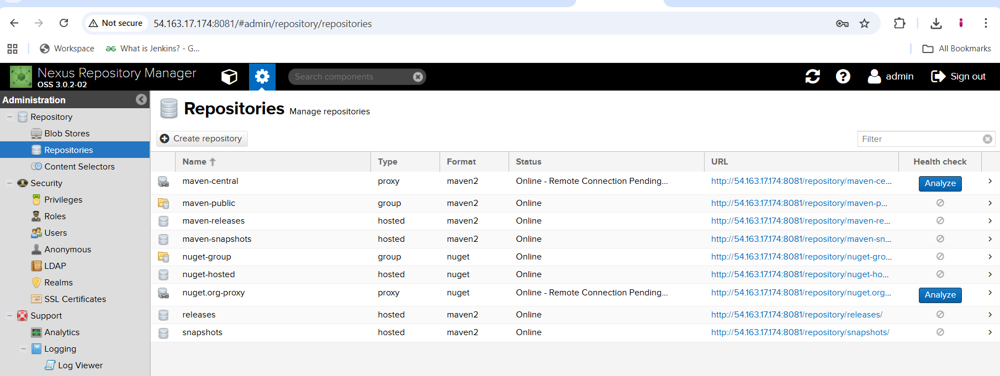 Not secure
54.163.17.174:8081/#admin/repository/repositories
Workspace
What is Jenkins? - G...
All Bookmarks
Nexus Repository Manager
OSS 3.0.2-02
Search components
admin
Sign out
Administration
Repository
Blob Stores
Repositories
Content Selectors
Security
Privileges
Roles
Users
Anonymous
LDAP
Realms
SSL Certificates
Support
Analytics
Logging
Log Viewer
Repositories Manage repositories
Create repository
Filter
Name Type Format Status URL Health check
maven-central proxy maven2 Online - Remote Connection Pending... http://54.163.17.174:8081/repository/maven-ce... Analyze
maven-public group maven2 Online http://54.163.17.174:8081/repository/maven-p...
maven-releases hosted maven2 Online http://54.163.17.174:8081/repository/maven-re...
maven-snapshots hosted maven2 Online http://54.163.17.174:8081/repository/maven-sn...
nuget-group group nuget Online http://54.163.17.174:8081/repository/nuget-gro...
nuget-hosted hosted nuget Online http://54.163.17.174:8081/repository/nuget-ho...
nuget.org-proxy proxy nuget Online - Remote Connection Pending... http://54.163.17.174:8081/repository/nuget.org... Analyze
releases hosted maven2 Online http://54.163.17.174:8081/repository/releases/
snapshots hosted maven2 Online http://54.163.17.174:8081/repository/snapshots/